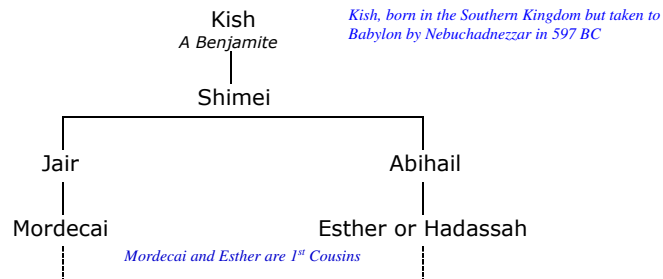 Kish
A Benjamite
Kish, born in the Southern Kingdom but taken to
Babylon by Nebuchadnezzar in 597 BC
Shimei
Jair
Abihail
Mordecai
Esther or Hadassah
Mordecai and Esther are 1st Cousins